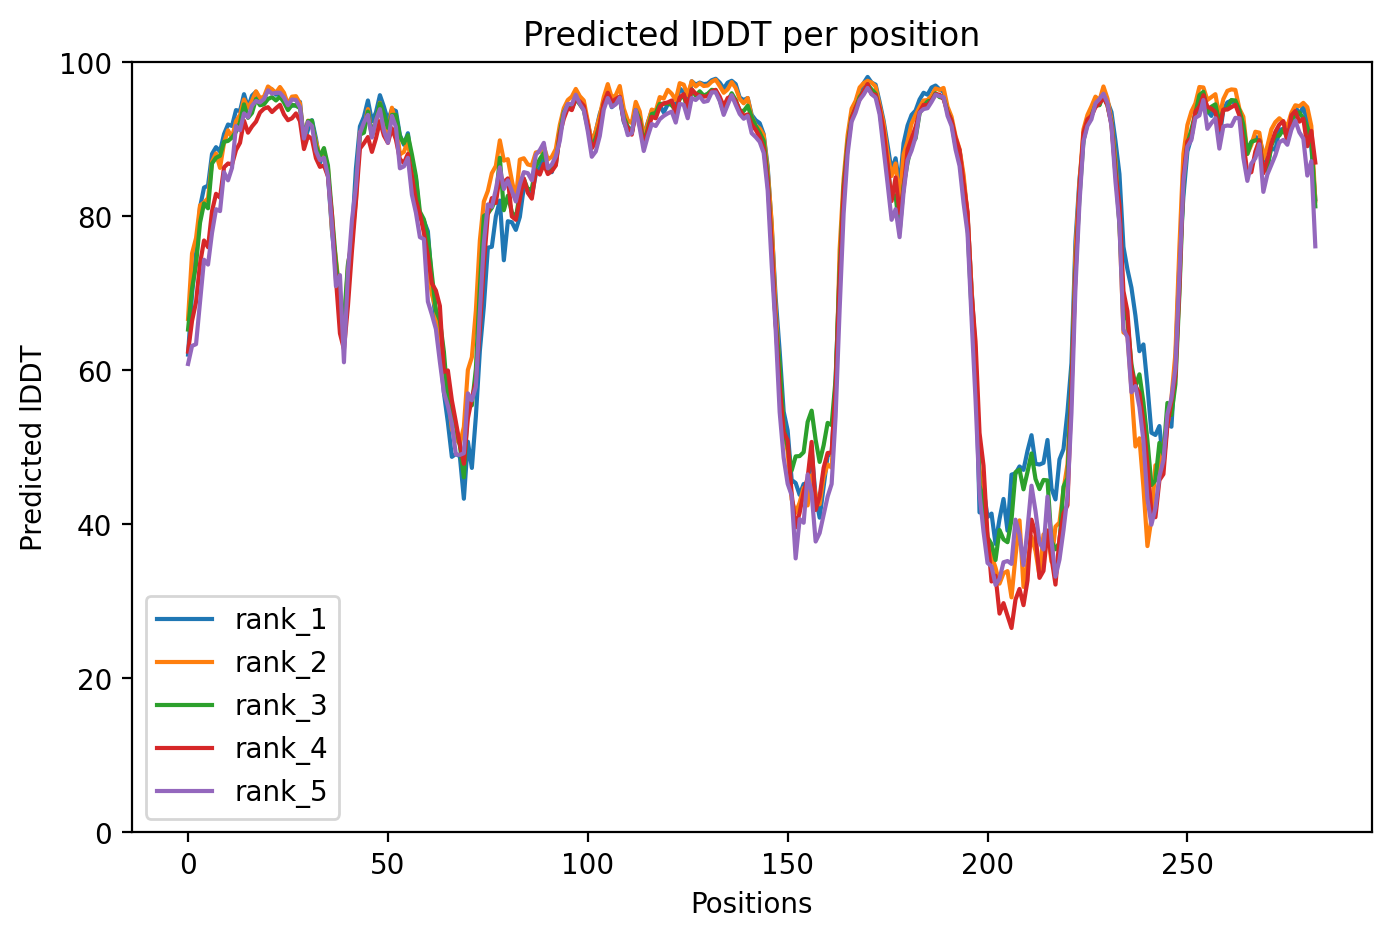 Predicted lDDT per position
100
80
60
40
20
0
Predicted lDDT
rank_1
rank_2
rank_3
rank_4
rank_5
0 50 100 150 200 250
Positions